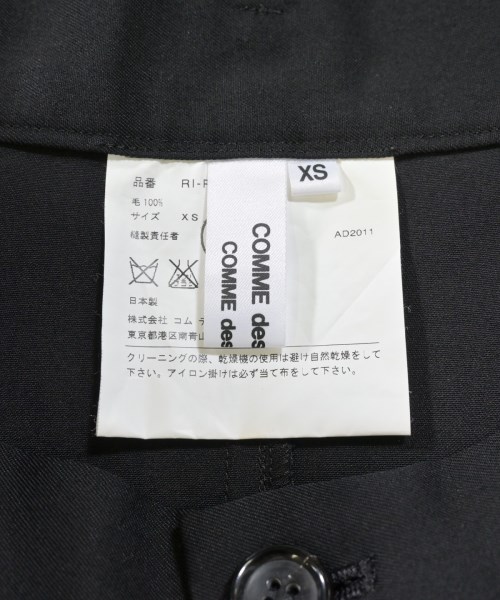 品番 RI-P
XS
毛 100%
サイズ XS
縫製責任者
AD2011
COMME des
COMME des
日本製
株式会社 コム デ
東京都港区南青山
クリーニングの際、乾燥機の使用は避け自然乾燥をして
下さい。アイロン掛けは必ず当て布をして下さい。